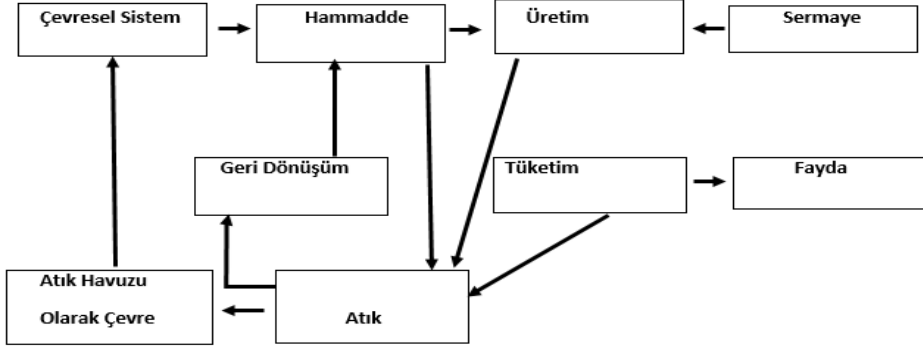 Çevresel Sistem
Hammadde
Üretim
Sermaye
Geri Dönüşüm
Tüketim
Fayda
Atık Havuzu
Olarak Çevre
Atık